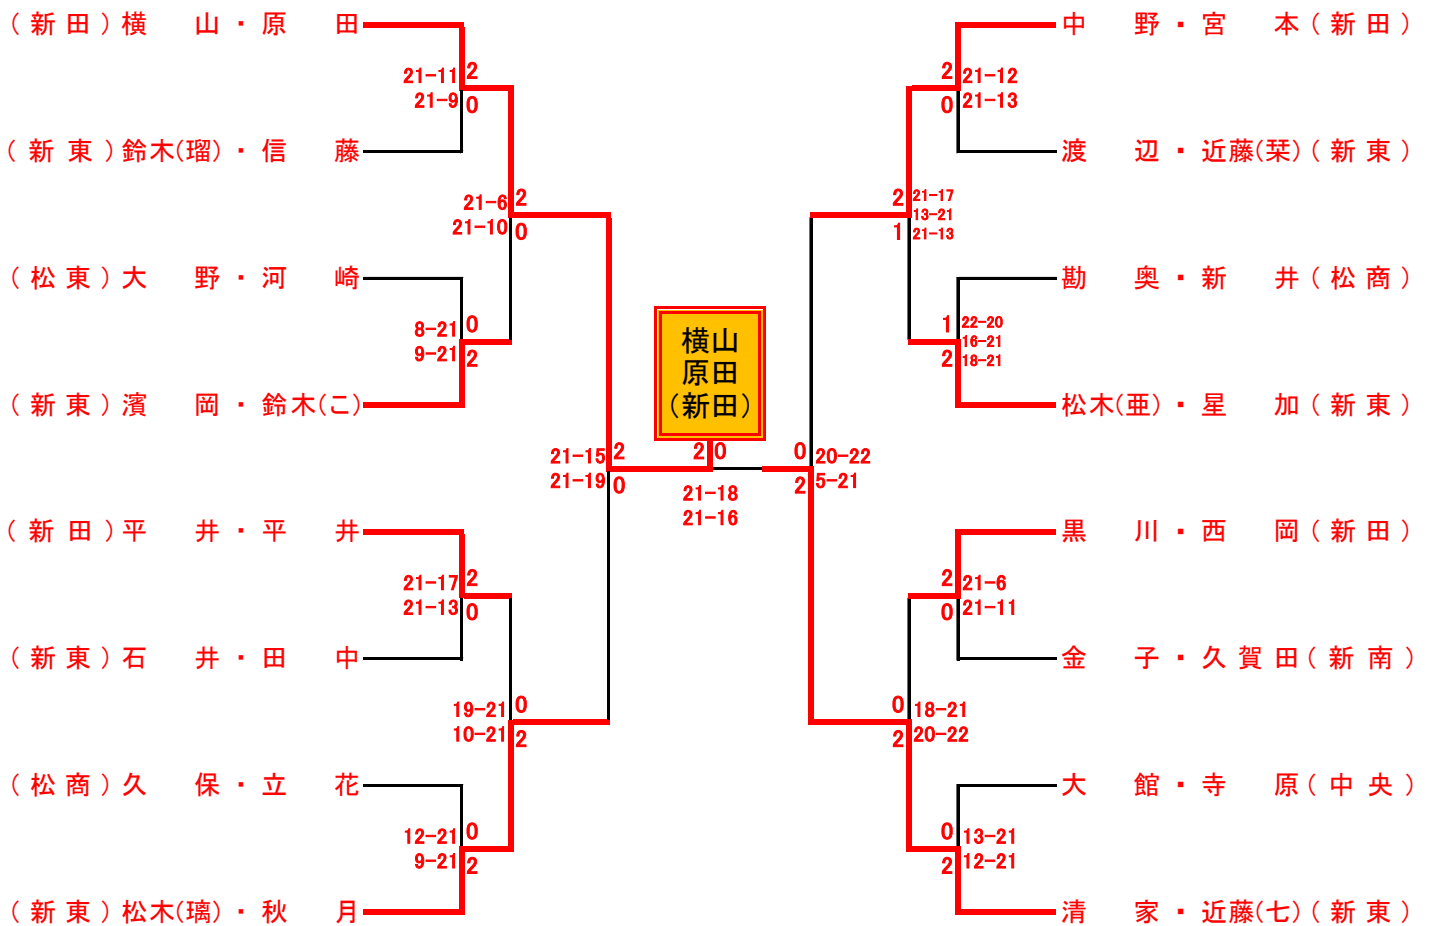 （新田）横　山・原　田
21-11 2
21-9 0
（新東）鈴木(瑠)・信　藤
21-6 2
21-10 0
（松東）大　野・河　崎
8-21 0
9-21 2
（新東）濱　岡・鈴木(こ)
21-15 2
21-19 0
（新田）平　井・平　井
21-17 2
21-13 0
（新東）石　井・田　中
19-21 0
10-21 2
（松商）久　保・立　花
12-21 0
9-21 2
（新東）松木(璃)・秋　月
横山
原田
(新田)
2 0
21-18
21-16
中　野・宮　本（新田）
2 21-12
0 21-13
渡　辺・近藤(栞)（新東）
2 21-17
13-21
1 21-13
勘　奥・新　井（松商）
1 22-20
16-21
2 18-21
松木(亜)・星　加（新東）
0 20-22
2 5-21
黒　川・西　岡（新田）
2 21-6
0 21-11
金　子・久賀田（新南）
0 18-21
2 20-22
大　館・寺　原（中央）
0 13-21
2 12-21
清　家・近藤(七)（新東）